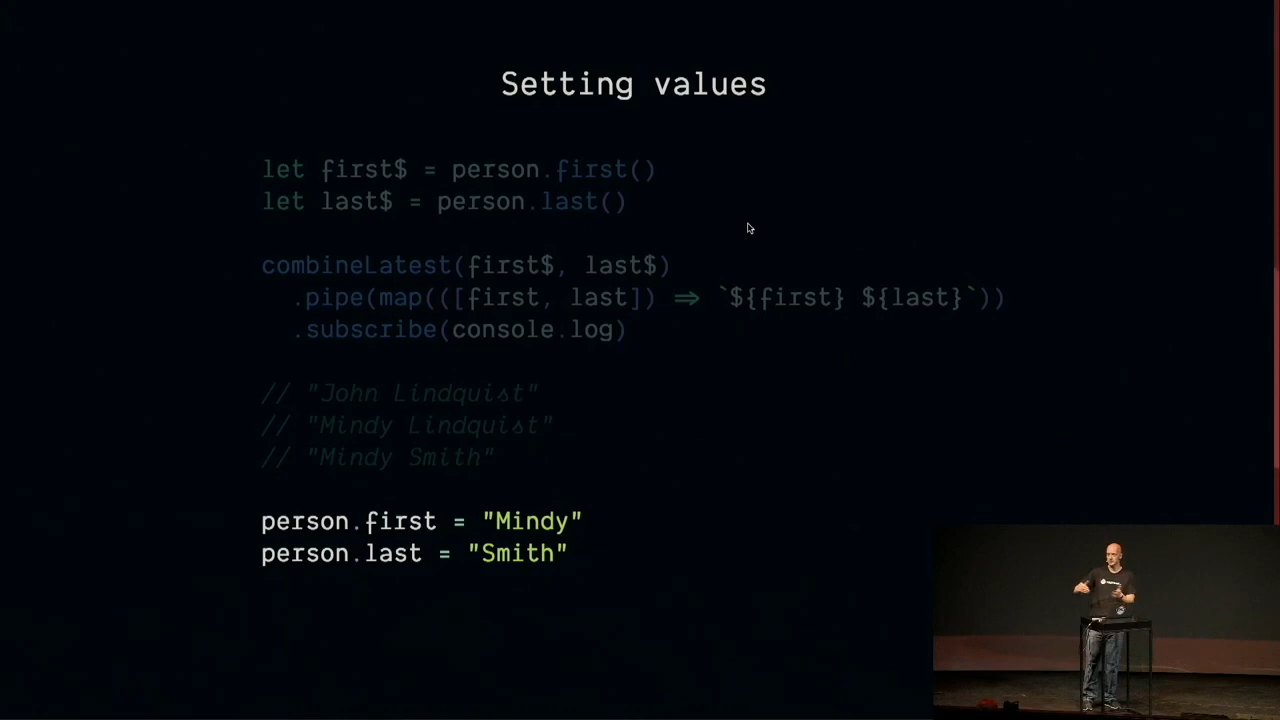 Setting values
let first$ = person.first()
let last$ = person.last()
combineLatest(first$, last$)
.pipe(map(([first, last]) => `${first} ${last}`))
.subscribe(console.log)
// "John Lindquist"
// "Mindy Lindquist"
// "Mindy Smith"
person.first = "Mindy"
person.last = "Smith"